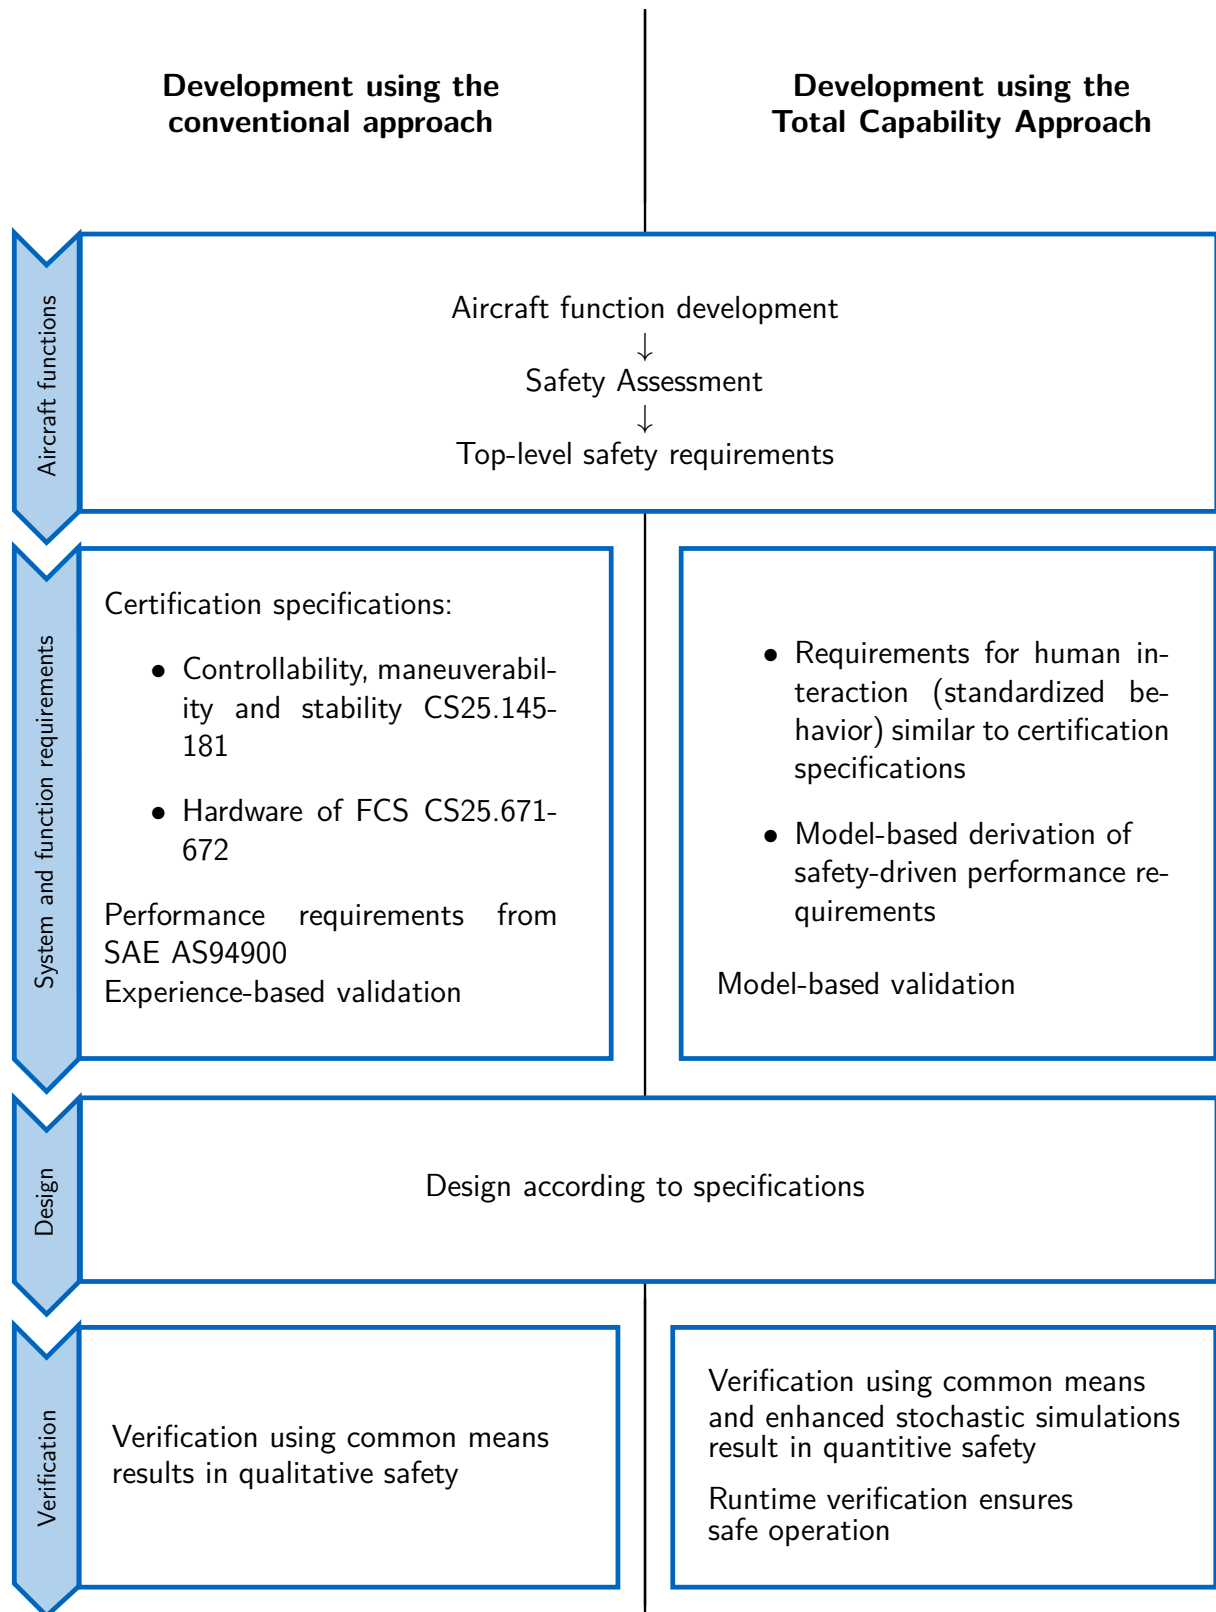 Development using the
conventional approach
Development using the
Total Capability Approach
Aircraft functions
Aircraft function development
↓
Safety Assessment
↓
Top-level safety requirements
System and function requirements
Certification specifications:
• Controllability, maneuverabil-
ity and stability CS25.145-
181
• Hardware of FCS CS25.671-
672
Performance requirements from
SAE AS94900
Experience-based validation
• Requirements for human in-
teraction (standardized be-
havior) similar to certification
specifications
• Model-based derivation of
safety-driven performance re-
quirements
Model-based validation
Design
Design according to specifications
Verification
Verification using common means
results in qualitative safety
Verification using common means
and enhanced stochastic simulations
result in quantitive safety
Runtime verification ensures
safe operation